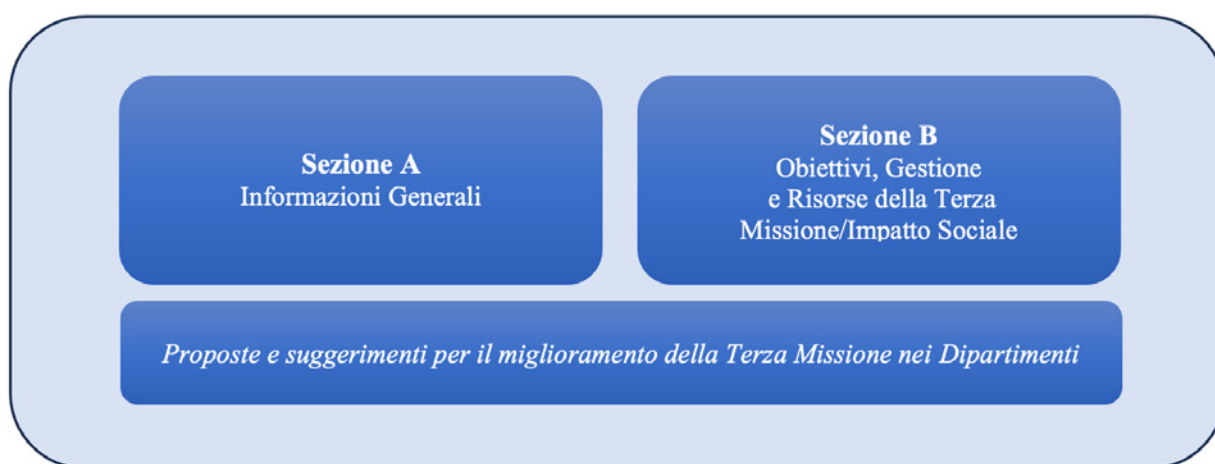 Sezione A
Informazioni Generali
Sezione B
Obiettivi, Gestione
e Risorse della Terza
Missione/Impatto Sociale
Proposte e suggerimenti per il miglioramento della Terza Missione nei Dipartimenti